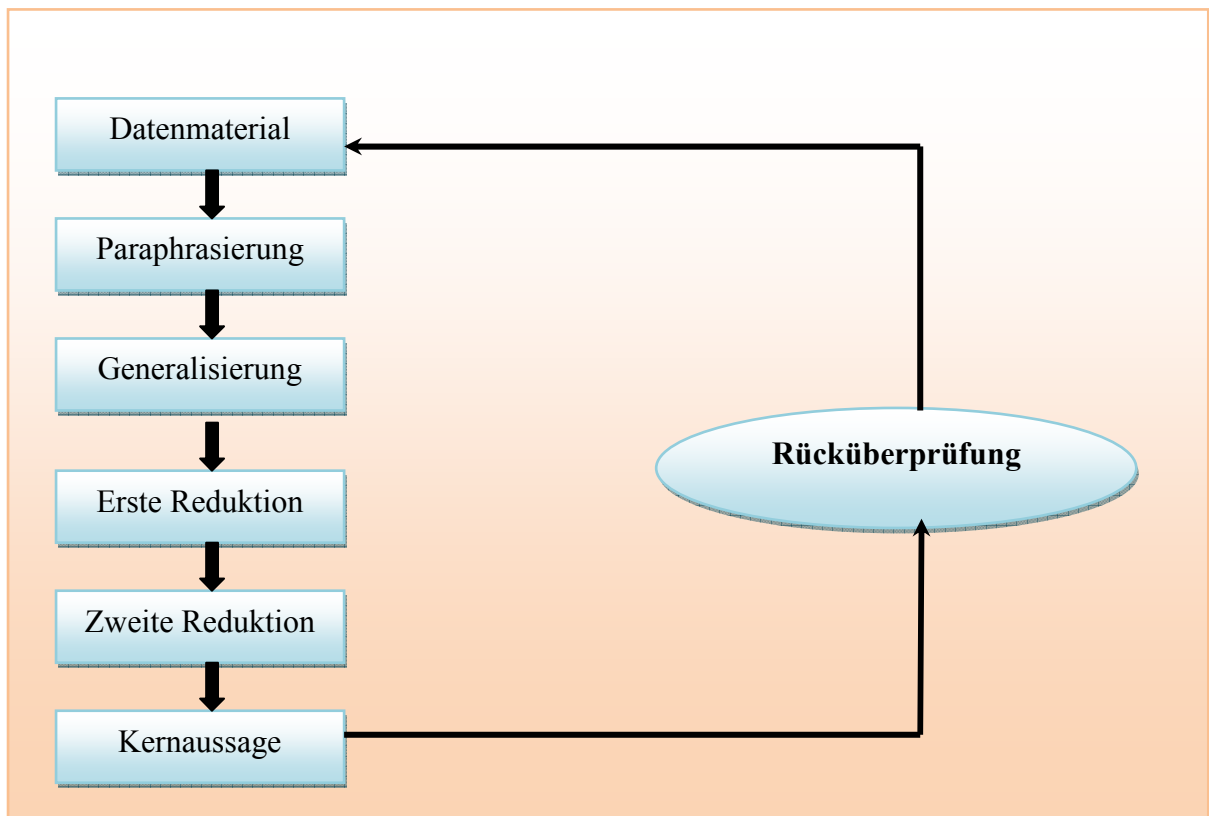 Datenmaterial
Paraphrasierung
Generalisierung
Erste Reduktion
Zweite Reduktion
Kernaussage
Rücküberprüfung